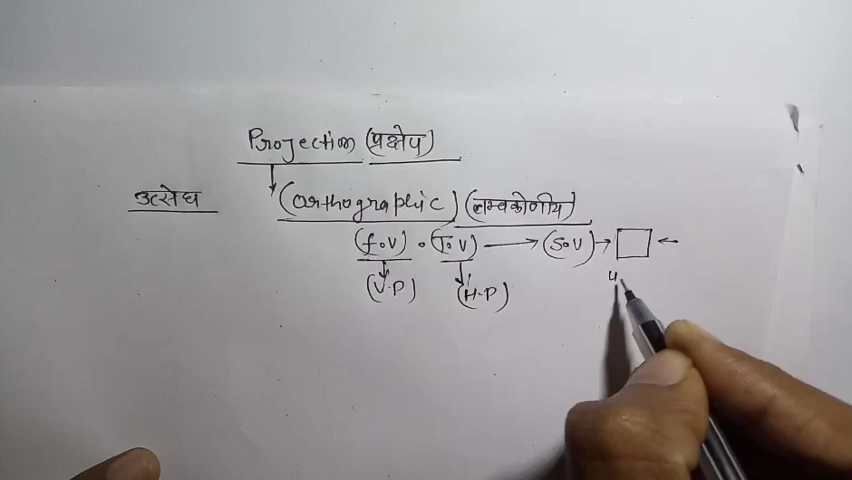 Projection (प्रक्षेप)
उत्सेध (Orthographic) (लम्बकोणीय)
(f.v) . (T.v) → (S.v) → ←
(V.P) (H.P)